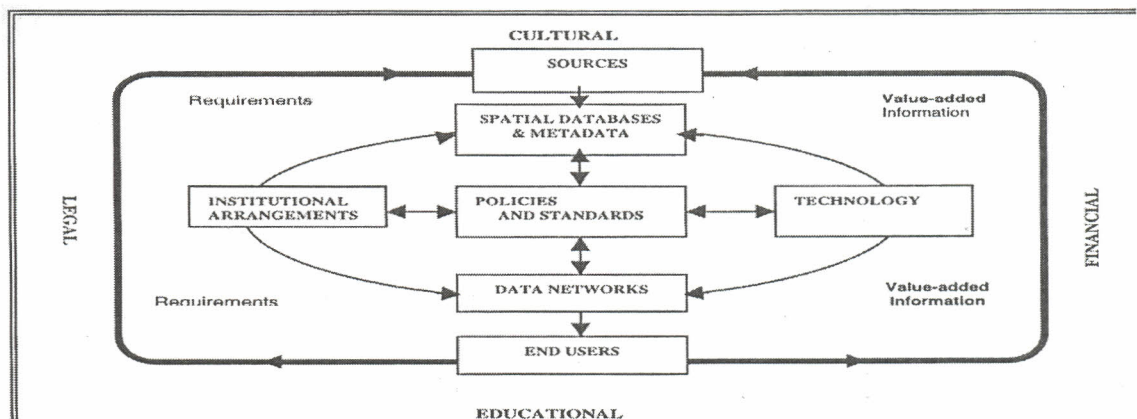 CULTURAL
SOURCES
Requirements
Value-added
Information
SPATIAL DATABASES
& METADATA
INSTITUTIONAL
ARRANGEMENTS
POLICIES
AND STANDARDS
TECHNOLOGY
LEGAL
FINANCIAL
Requirements
DATA NETWORKS
Value-added
Information
END USERS
EDUCATIONAL